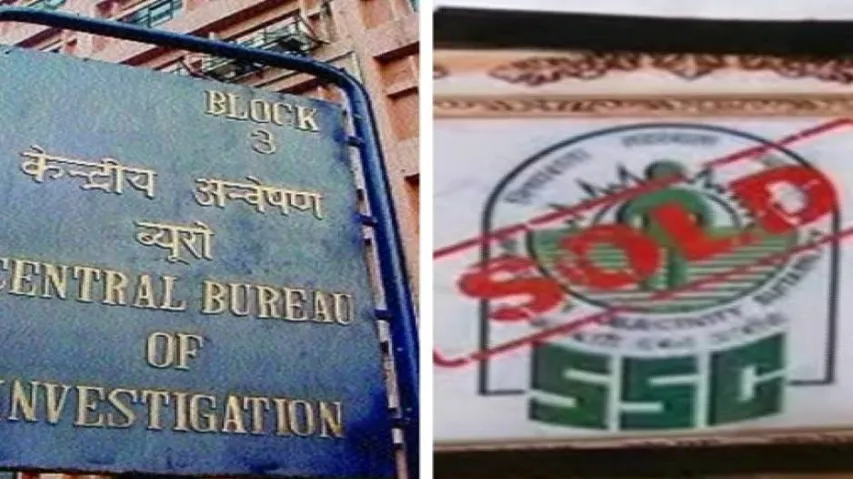 BLOCK
3
केन्द्रीय अन्वेषण
ब्यूरो
CENTRAL BUREAU
OF
INVESTIGATION
SOLD
SSC